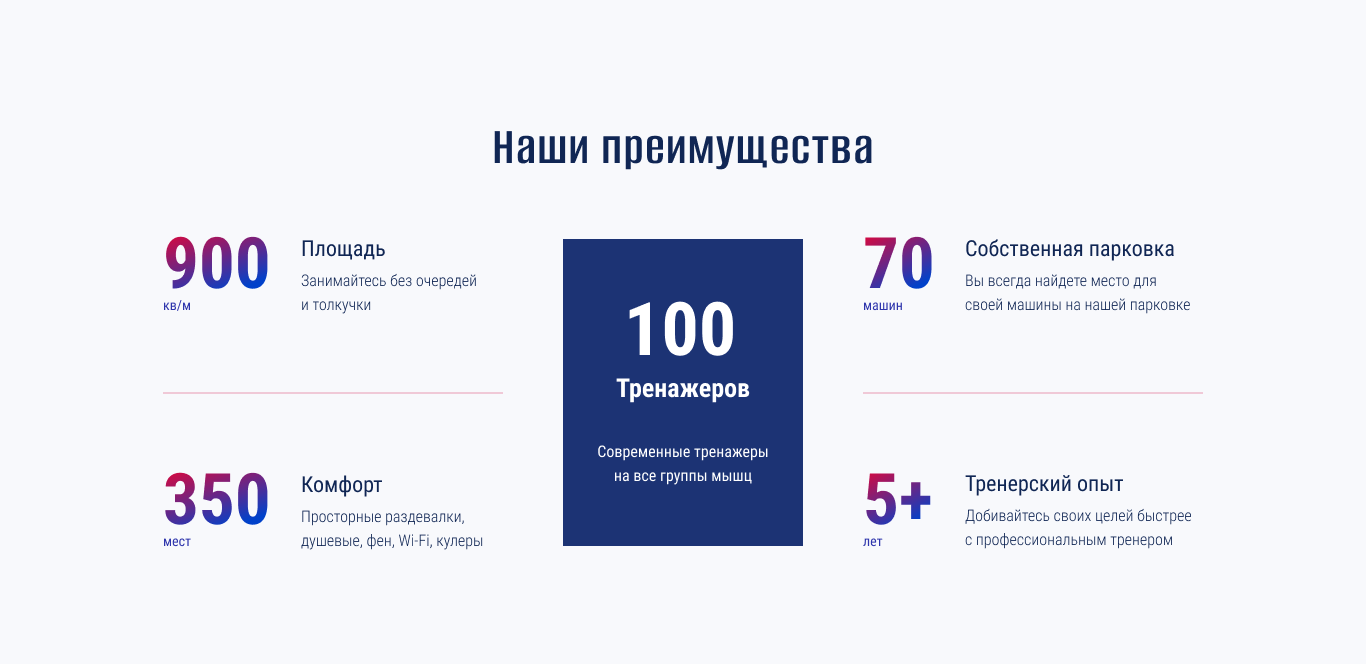 Наши преимущества
900
кв/м
Площадь
Занимайтесь без очередей
и толкучки
350
мест
Комфорт
Просторные раздевалки,
душевые, фен, Wi-Fi, кулеры
100
Тренажеров
Современные тренажеры
на все группы мышц
70
машин
Собственная парковка
Вы всегда найдете место для
своей машины на нашей парковке
5+
лет
Тренерский опыт
Добивайтесь своих целей быстрее
с профессиональным тренером